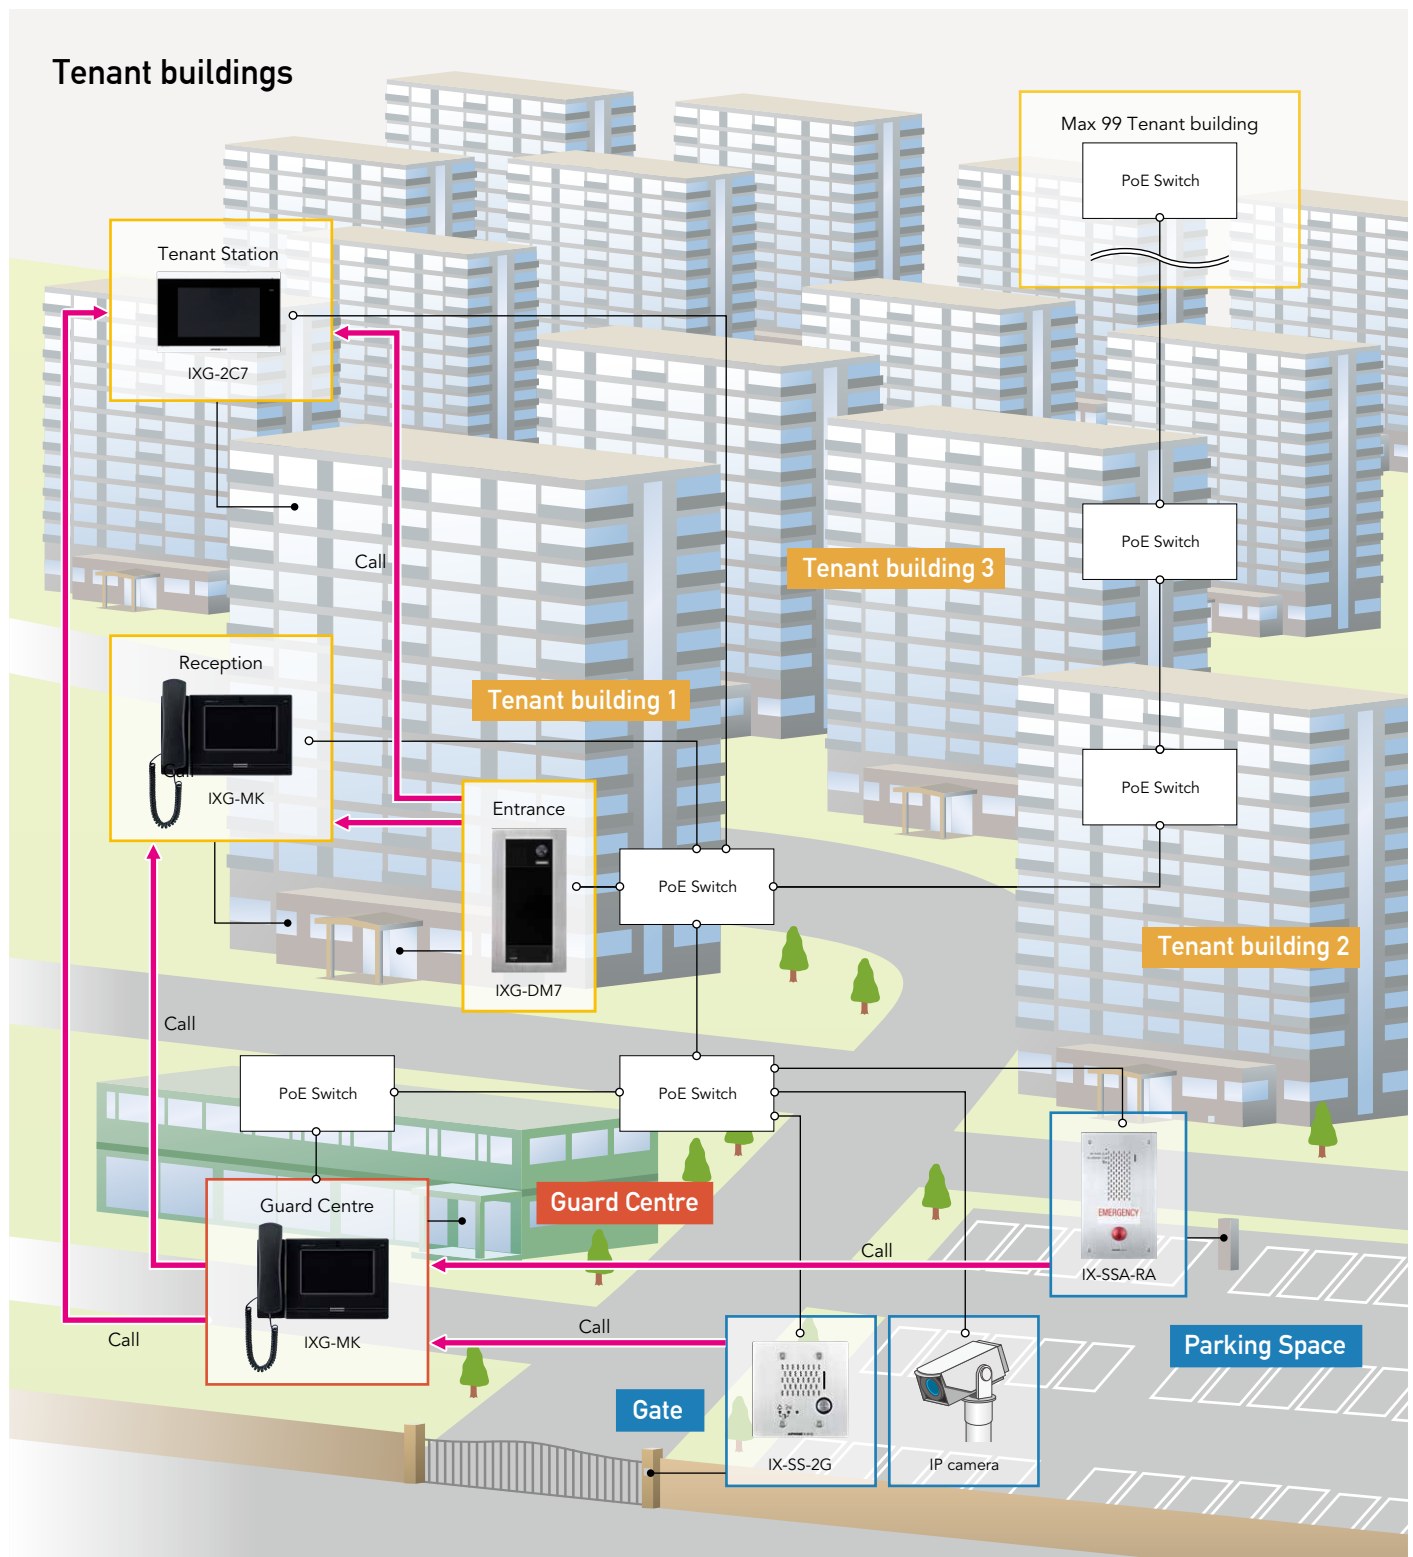 Tenant buildings
Max 99 Tenant building
PoE Switch
Tenant Station
IXG-2C7
PoE Switch
Call
Tenant building 3
Reception
Call
IXG-MK
Tenant building 1
PoE Switch
Entrance
IXG-DM7
PoE Switch
Tenant building 2
Call
PoE Switch
PoE Switch
Guard Centre
IXG-MK
Guard Centre
Call
EMERGENCY
IX-SSA-RA
Call
Call
Parking Space
Gate
IX-SS-2G
IP camera